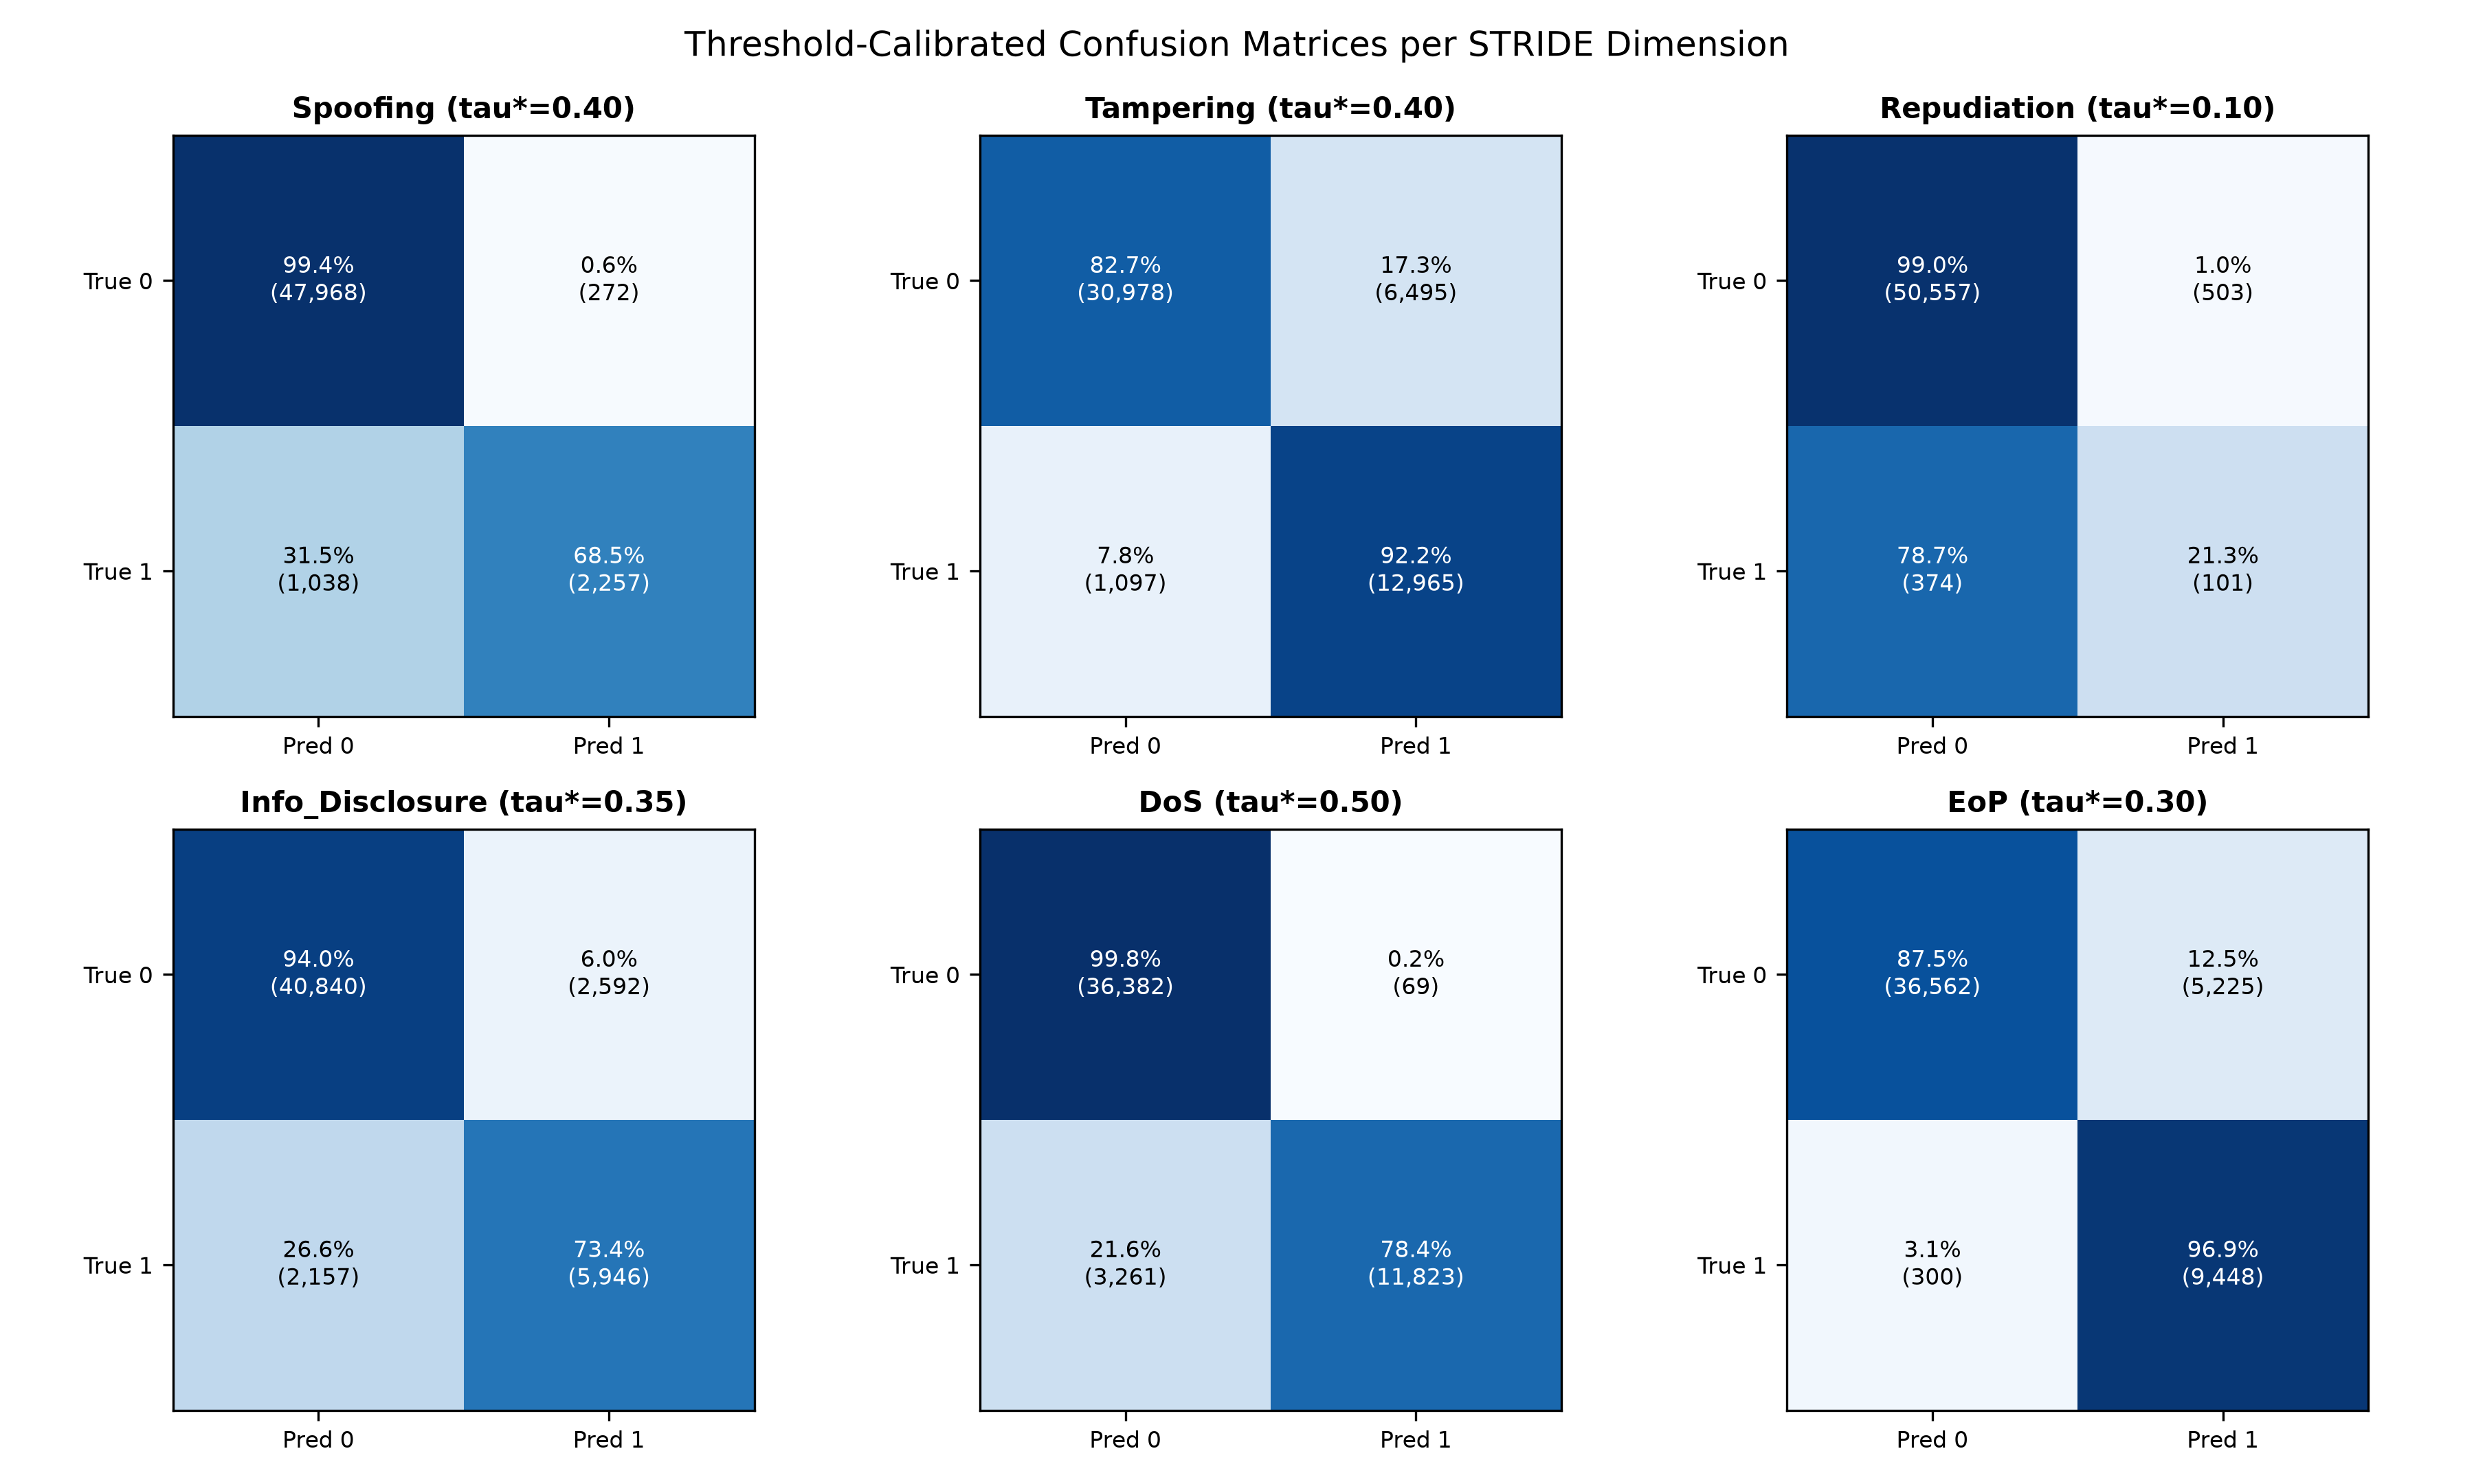 Threshold-Calibrated Confusion Matrices per STRIDE Dimension
Spoofing (tau*=0.40)
True 0
99.4%
(47,968)
0.6%
(272)
True 1
31.5%
(1,038)
68.5%
(2,257)
Pred 0
Pred 1
Tampering (tau*=0.40)
True 0
82.7%
(30,978)
17.3%
(6,495)
True 1
7.8%
(1,097)
92.2%
(12,965)
Pred 0
Pred 1
Repudiation (tau*=0.10)
True 0
99.0%
(50,557)
1.0%
(503)
True 1
78.7%
(374)
21.3%
(101)
Pred 0
Pred 1
Info_Disclosure (tau*=0.35)
True 0
94.0%
(40,840)
6.0%
(2,592)
True 1
26.6%
(2,157)
73.4%
(5,946)
Pred 0
Pred 1
DoS (tau*=0.50)
True 0
99.8%
(36,382)
0.2%
(69)
True 1
21.6%
(3,261)
78.4%
(11,823)
Pred 0
Pred 1
EoP (tau*=0.30)
True 0
87.5%
(36,562)
12.5%
(5,225)
True 1
3.1%
(300)
96.9%
(9,448)
Pred 0
Pred 1